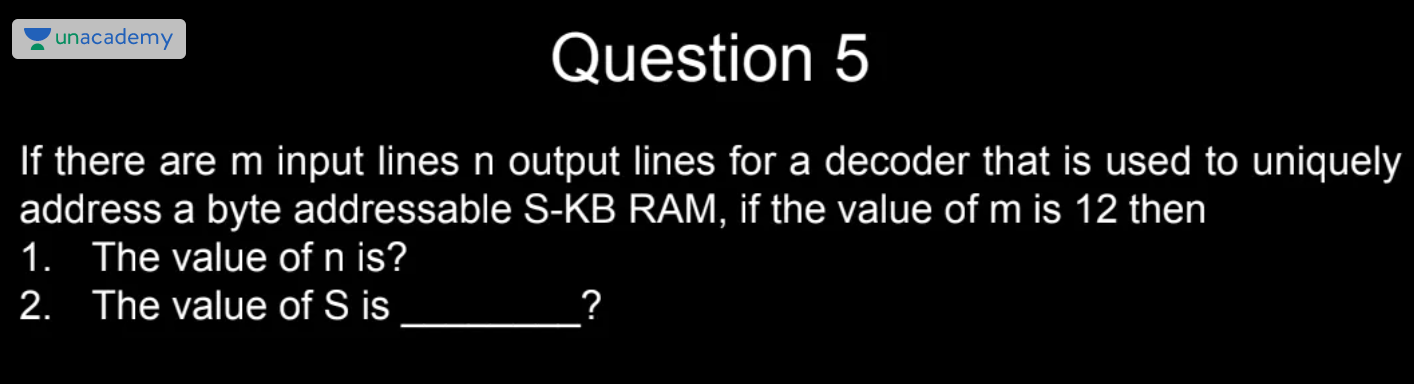 unacademy
Question 5
If there are m input lines n output lines for a decoder that is used to uniquely
address a byte addressable S-KB RAM, if the value of m is 12 then
1. The value of n is?
2. The value of S is ________?